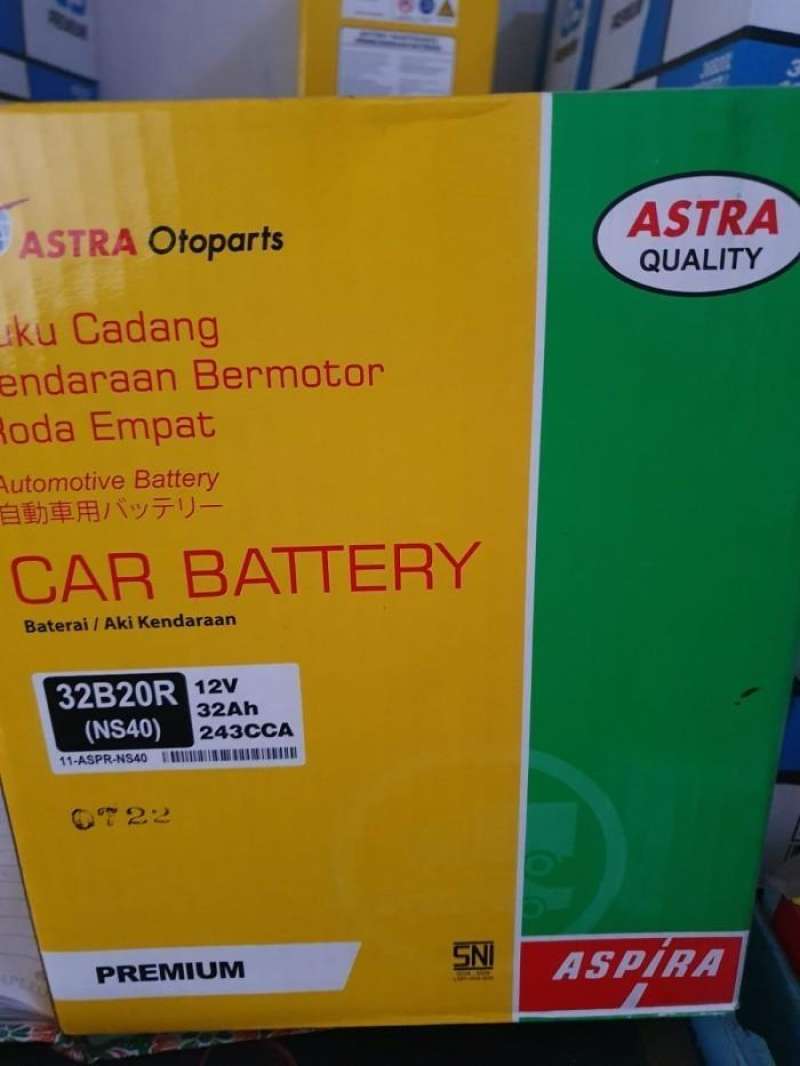 PREMIUM
ASTRA Otoparts
ASTRA
QUALITY
uku Cadang
endaraan Bermotor
Roda Empat
Automotive Battery
自動車用バッテリー
CAR BATTERY
Baterai / Aki Kendaraan
32B20R
(NS40)
12V
32Ah
243CCA
11-ASPR-NS40
0722
PREMIUM
SNI
ASPIRA